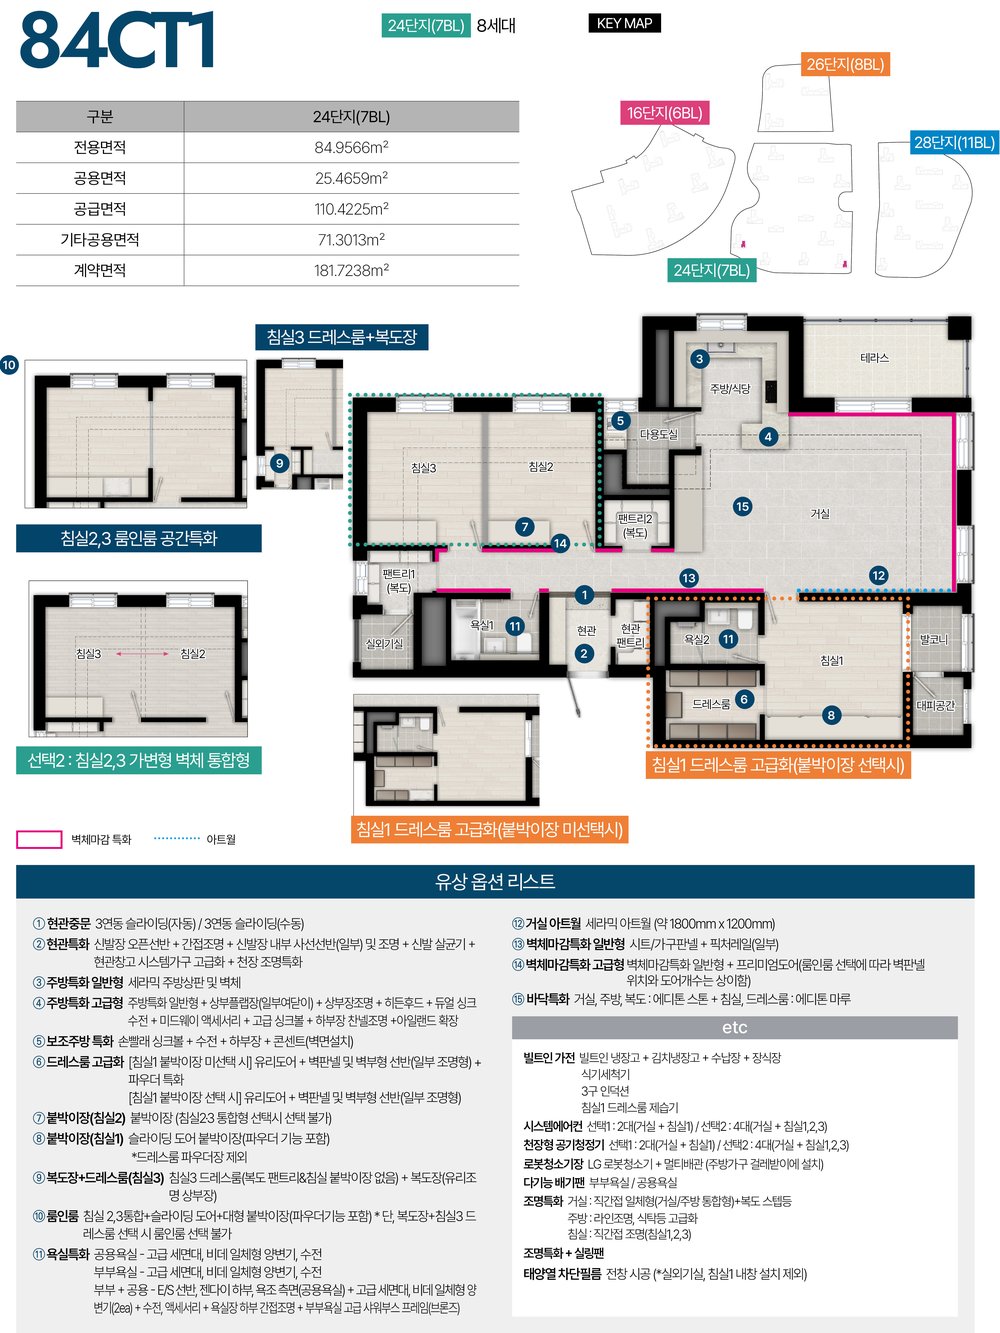 84CT1
24단지(7BL) 8세대
KEY MAP
26단지(8BL)
16단지(6BL)
28단지(11BL)
24단지(7BL)
구분 24단지(7BL)
전용면적 84.9566m²
공용면적 25.4659m²
공급면적 110.4225m²
기타공용면적 71.3013m²
계약면적 181.7238m²
침실3 드레스룸+복도장
10
9
침실2,3 룸인룸 공간특화
침실3 침실2
선택2 : 침실2,3 가변형 벽체 통합형
3
주방/식당
테라스
5
다용도실
4
침실3
침실2
7
14
팬트리2
(복도)
15
거실
팬트리1
(복도)
13
12
1
실외기실
욕실1
11
현관
2
현관
팬트리
욕실2
11
침실1
발코니
드레스룸
6
8
대피공간
침실1 드레스룸 고급화(붙박이장 선택시)
침실1 드레스룸 고급화(붙박이장 미선택시)
벽체마감 특화 아트월
유상 옵션 리스트
① 현관중문 3연동 슬라이딩(자동) / 3연동 슬라이딩(수동)
② 현관특화 신발장 오픈선반 + 간접조명 + 신발장 내부 사선선반(일부) 및 조명 + 신발 살균기 +
현관창고 시스템가구 고급화 + 천장 조명특화
③ 주방특화 일반형 세라믹 주방상판 및 벽체
④ 주방특화 고급형 주방특화 일반형 + 상부플랩장(일부여닫이) + 상부장조명 + 히든후드 + 듀얼 싱크
수전 + 미드웨이 액세서리 + 고급 싱크볼 + 하부장 찬넬조명 +아일랜드 확장
⑤ 보조주방 특화 손빨래 싱크볼 + 수전 + 하부장 + 콘센트(벽면설치)
⑥ 드레스룸 고급화 [침실1 붙박이장 미선택 시] 유리도어 + 벽판넬 및 벽부형 선반(일부 조명형) +
파우더 특화
[침실1 붙박이장 선택 시] 유리도어 + 벽판넬 및 벽부형 선반(일부 조명형)
⑦ 붙박이장(침실2) 붙박이장 (침실2·3 통합형 선택시 선택 불가)
⑧ 붙박이장(침실1) 슬라이딩 도어 붙박이장(파우더 기능 포함)
*드레스룸 파우더장 제외
⑨ 복도장+드레스룸(침실3) 침실3 드레스룸(복도 팬트리&침실 붙박이장 없음) + 복도장(유리조
명 상부장)
⑩ 룸인룸 침실 2,3통합+슬라이딩 도어+대형 붙박이장(파우더기능 포함) * 단, 복도장+침실3 드
레스룸 선택 시 룸인룸 선택 불가
⑪ 욕실특화 공용욕실 - 고급 세면대, 비데 일체형 양변기, 수전
부부욕실 - 고급 세면대, 비데 일체형 양변기, 수전
부부 + 공용 - E/S 선반, 젠다이 하부, 욕조 측면(공용욕실) + 고급 세면대, 비데 일체형 양
변기(2ea) + 수전, 액세서리 + 욕실장 하부 간접조명 + 부부욕실 고급 샤워부스 프레임(브론즈)
⑫ 거실 아트월 세라믹 아트월 (약 1800mm x 1200mm)
⑬ 벽체마감특화 일반형 시트/가구판넬 + 픽처레일(일부)
⑭ 벽체마감특화 고급형 벽체마감특화 일반형 + 프리미엄도어(룸인룸 선택에 따라 벽판넬
위치와 도어개수는 상이함)
⑮ 바닥특화 거실, 주방, 복도 : 에디톤 스톤 + 침실, 드레스룸 : 에디톤 마루
etc
빌트인 가전 빌트인 냉장고 + 김치냉장고 + 수납장 + 장식장
식기세척기
3구 인덕션
침실1 드레스룸 제습기
시스템에어컨 선택1 : 2대(거실 + 침실1) / 선택2 : 4대(거실 + 침실1,2,3)
천장형 공기청정기 선택1 : 2대(거실 + 침실1) / 선택2 : 4대(거실 + 침실1,2,3)
로봇청소기장 LG 로봇청소기 + 멀티배관 (주방가구 걸레받이에 설치)
다기능 배기팬 부부욕실 / 공용욕실
조명특화 거실 : 직간접 일체형(거실/주방 통합형)+복도 스텝등
주방 : 라인조명, 식탁등 고급화
침실 : 직간접 조명(침실1,2,3)
조명특화 + 실링팬
태양열 차단필름 전창 시공 (*실외기실, 침실1 내창 설치 제외)